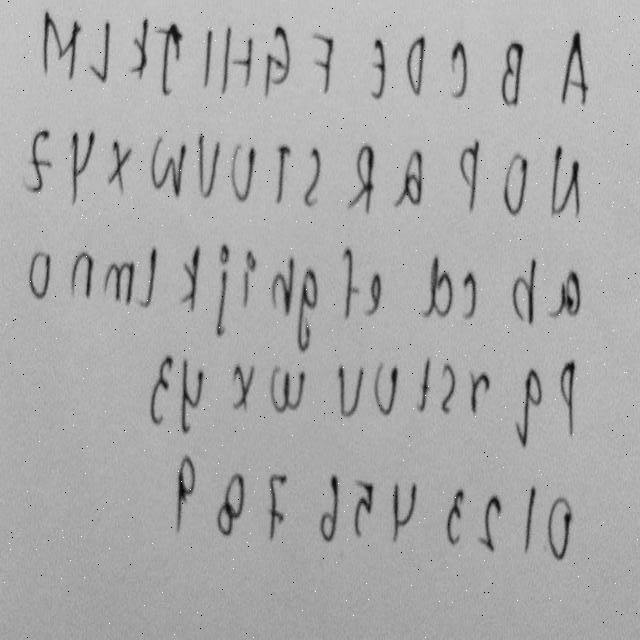 A B C D E F G H I J K L M
N O P Q R S T U V W X Y Z
a b c d e f g h i j k l m n o
p q r s t u v w x y z
0 1 2 3 4 5 6 7 8 9